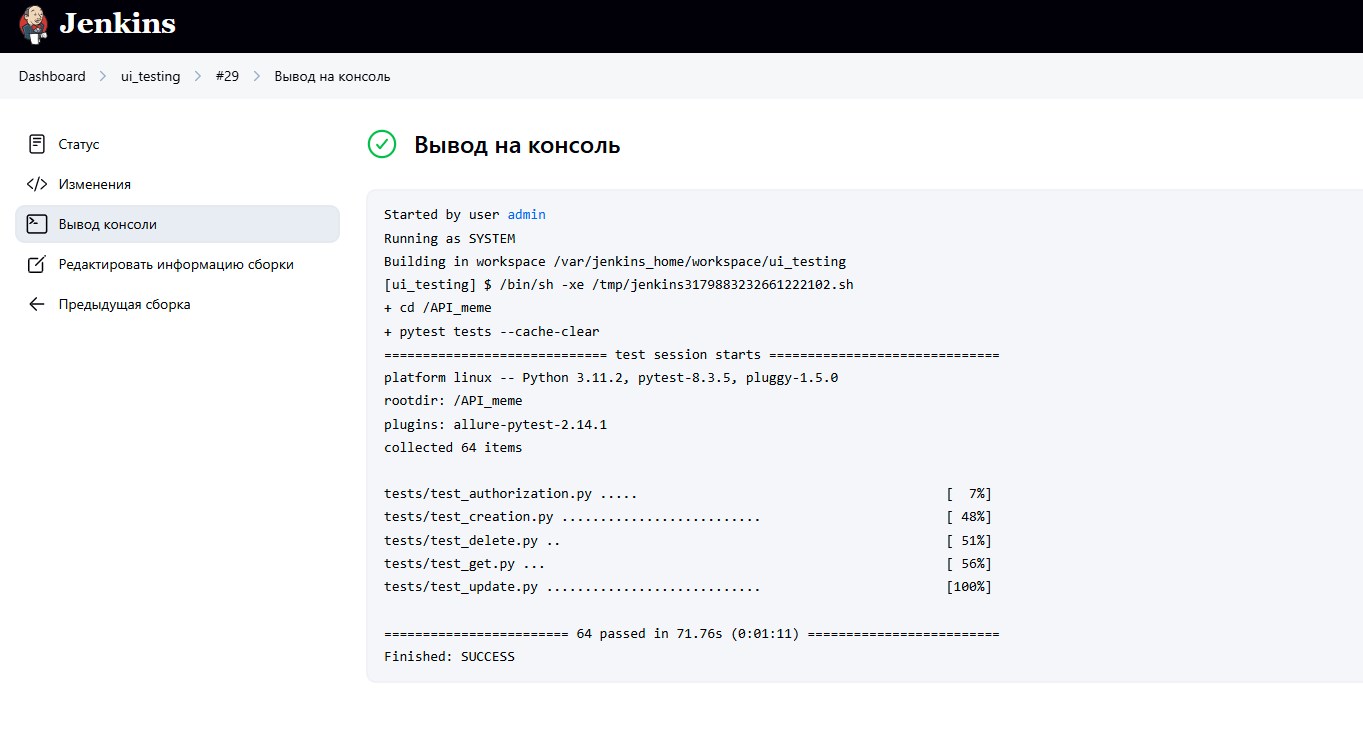 Jenkins
Dashboard > ui_testing > #29 > Вывод на консоль
Статус
Изменения
Вывод консоли
Редактировать информацию сборки
Предыдущая сборка
Вывод на консоль
Started by user admin
Running as SYSTEM
Building in workspace /var/jenkins_home/workspace/ui_testing
[ui_testing] $ /bin/sh -xe /tmp/jenkins3179883232661222102.sh
+ cd /API_meme
+ pytest tests --cache-clear
============================= test session starts ==============================
platform linux -- Python 3.11.2, pytest-8.3.5, pluggy-1.5.0
rootdir: /API_meme
plugins: allure-pytest-2.14.1
collected 64 items
tests/test_authorization.py ..... [  7%]
tests/test_creation.py .......................... [ 48%]
tests/test_delete.py .. [ 51%]
tests/test_get.py ... [ 56%]
tests/test_update.py ............................ [100%]
======================== 64 passed in 71.76s (0:01:11) =========================
Finished: SUCCESS